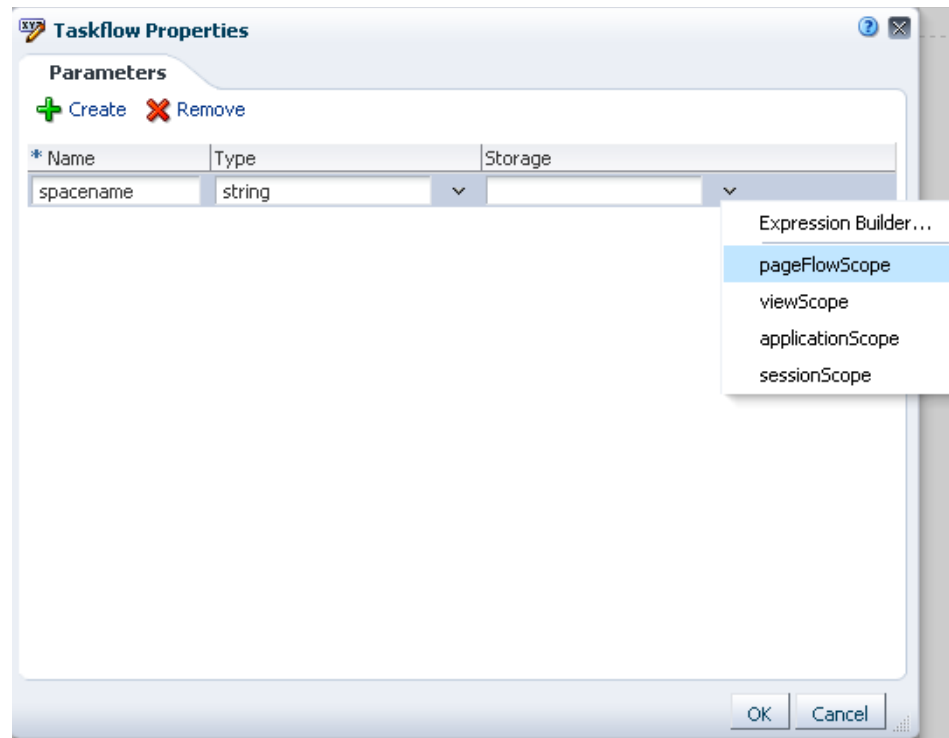 Taskflow Properties
Parameters
Create Remove
* Name Type Storage
spacename string
Expression Builder...
pageFlowScope
viewScope
applicationScope
sessionScope
OK Cancel